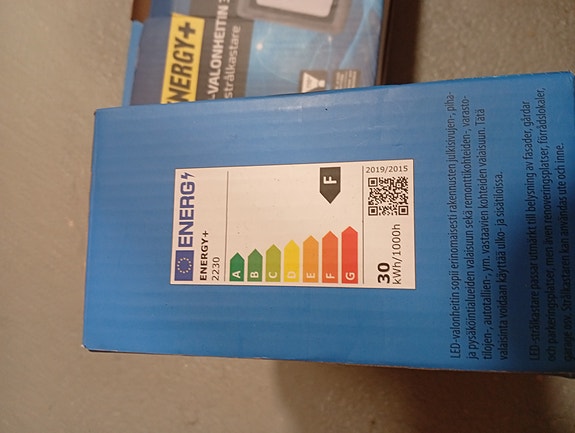 ENERGY+
-VALONHEITIN 3
strålkastare
ENERG
ENERGY+
2230
A
B
C
D
E
F
G
F
30
kWh/1000h
2019/2015
LED-valonheitin sopii erinomaisesti rakennusten julkisivujen-, piha-
ja pysäköintialueiden valaisuun sekä remonttikohteiden-, varasto-
tilojen-, autotallien-, ym. vastaavien kohteiden valaisuun. Tätä
valaisinta voidaan käyttää ulko- ja sisätiloissa.
LED-strålkastare passar utmärkt till belysning av fasader, gårdar
och parkeringsplatser, men även renoveringsplatser, förrådslokaler,
garage osv. Strålkastaren kan användas ute och inne.